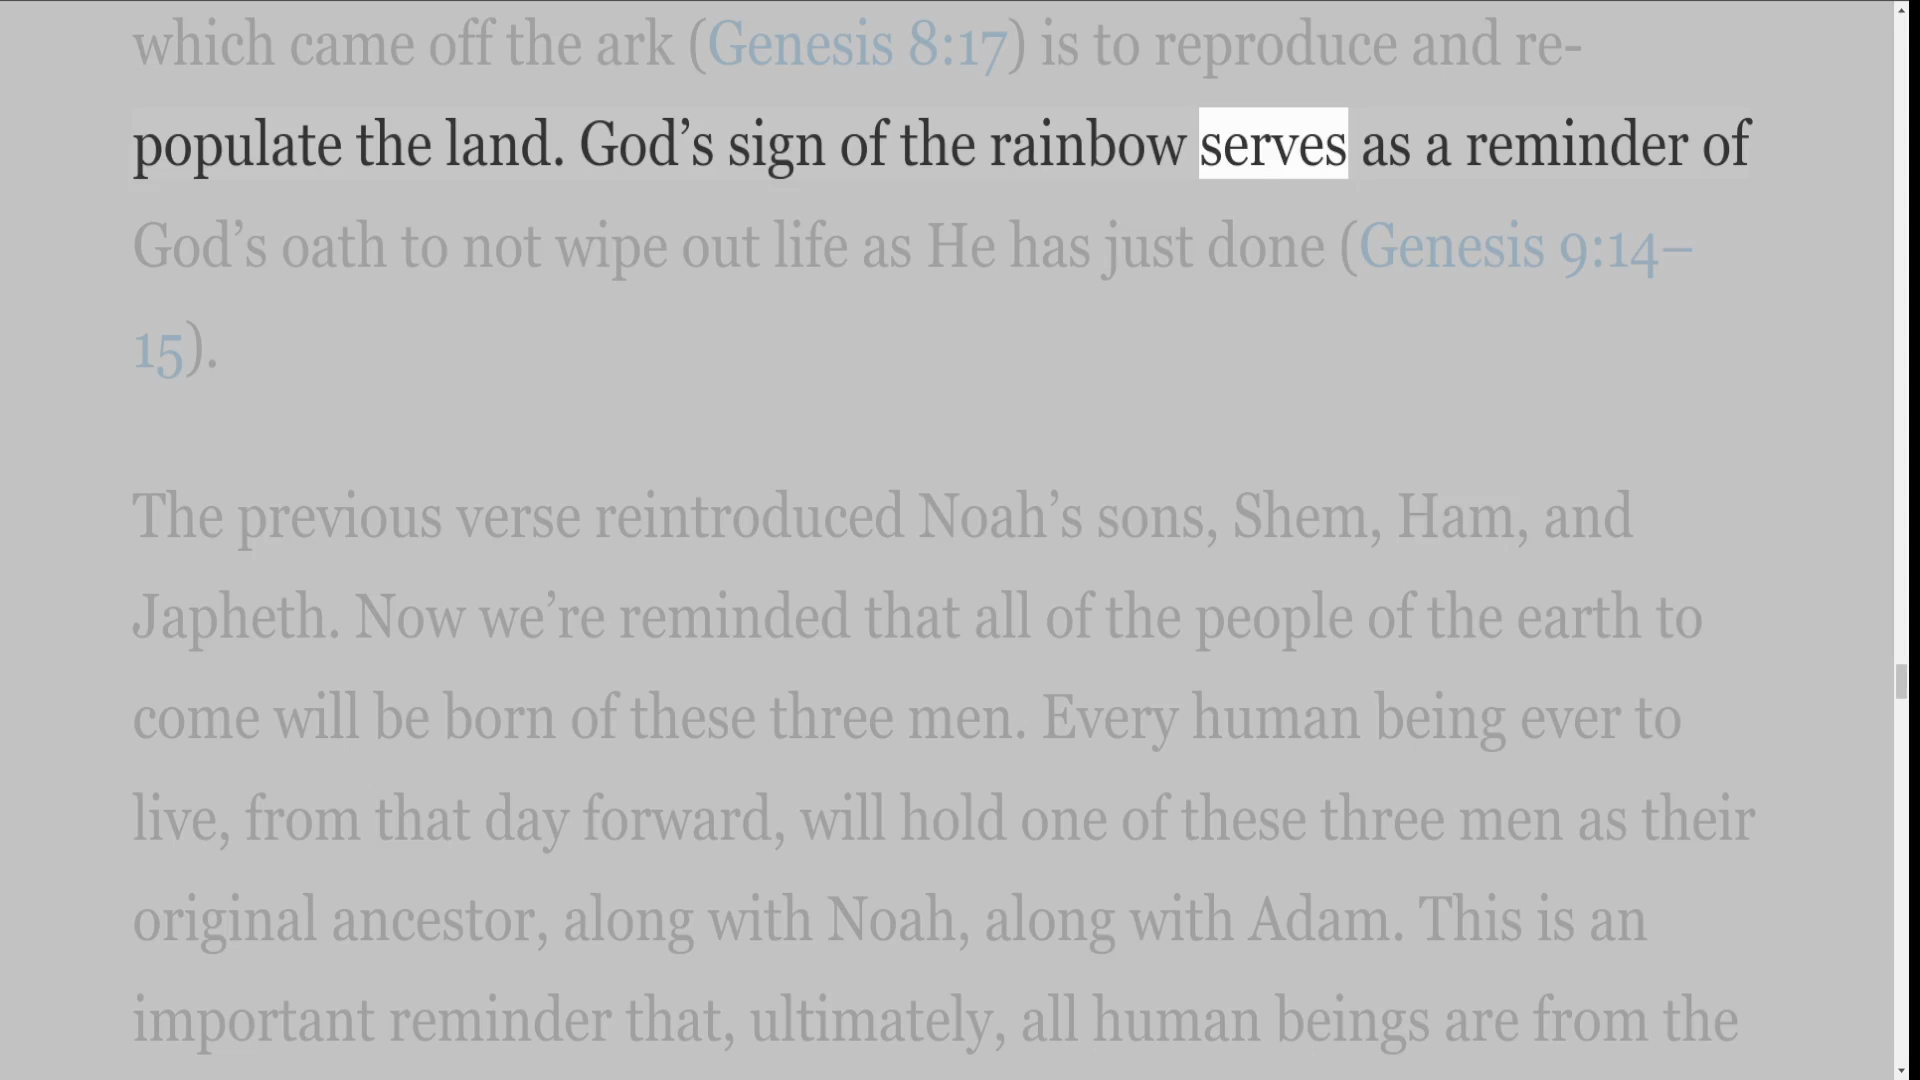 which came off the ark (Genesis 8:17) is to reproduce and re-
populate the land. God’s sign of the rainbow serves as a reminder of
God’s oath to not wipe out life as He has just done (Genesis 9:14–
15).
The previous verse reintroduced Noah’s sons, Shem, Ham, and
Japheth. Now we’re reminded that all of the people of the earth to
come will be born of these three men. Every human being ever to
live, from that day forward, will hold one of these three men as their
original ancestor, along with Noah, along with Adam. This is an
important reminder that, ultimately, all human beings are from the